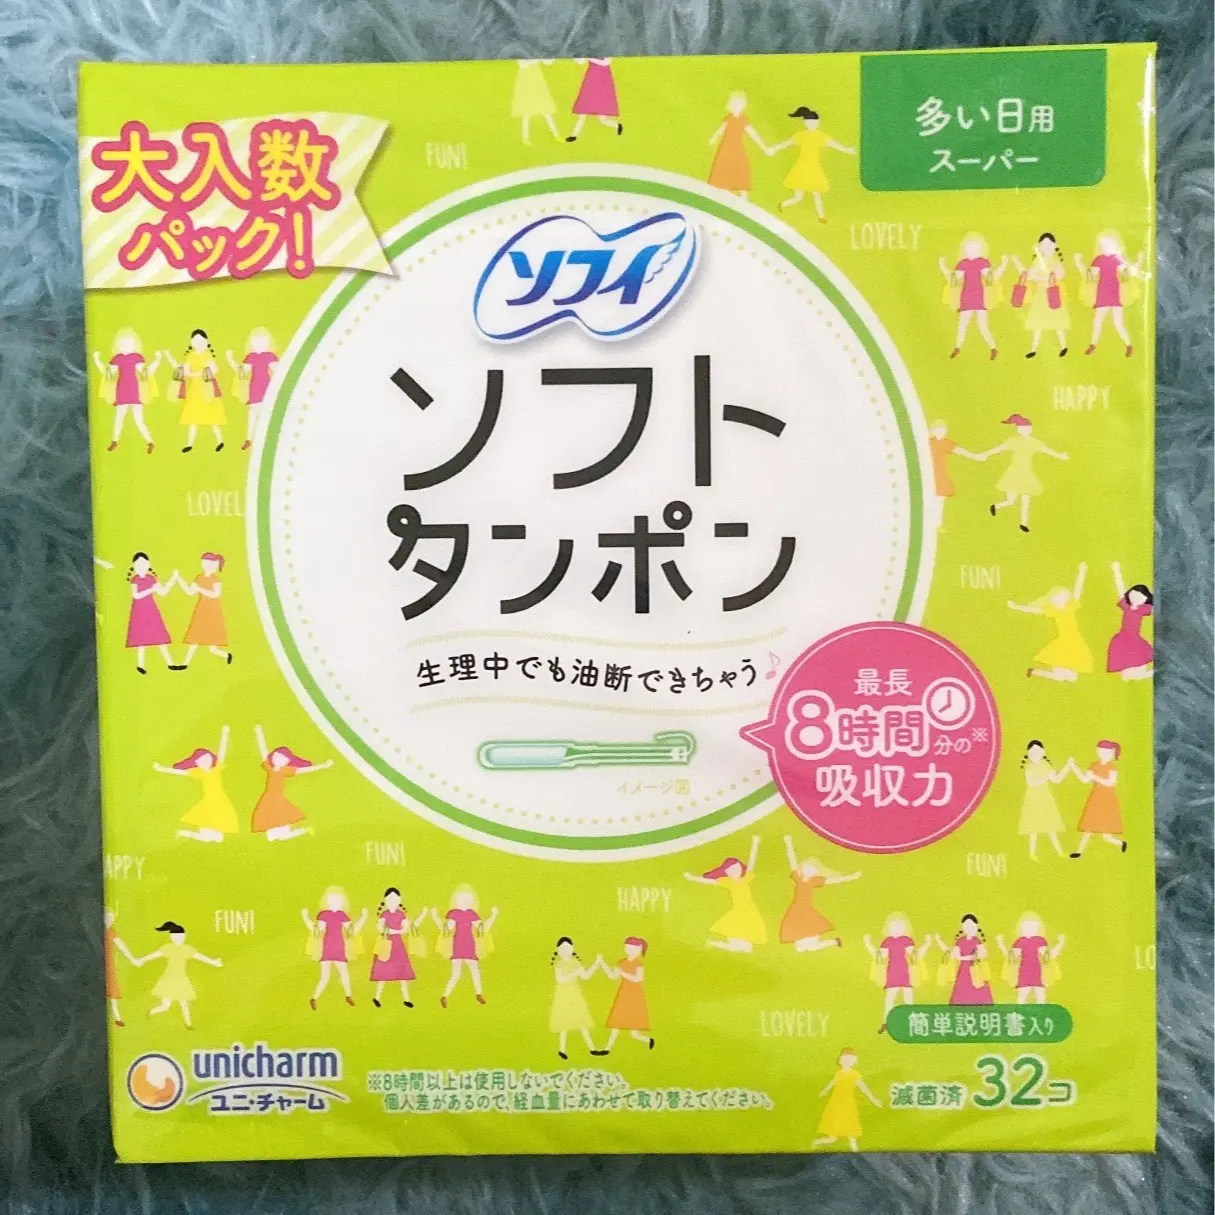 大入数
パック!
多い日用
スーパー
FUN!
LOVELY
ソフィ
ソフト
タンポン
HAPPY
LOVEL
FUN!
生理中でも油断できちゃう♪
最長
8時間分の※
吸収力
イメージ図
APPY
FUN!
FUN!
FUN!
HAPPY
LO
LOVELY
簡単説明書入り
unicharm
ユニ・チャーム
※8時間以上は使用しないでください。
個人差があるので、経血量にあわせて取り替えてください。
滅菌済 32コ